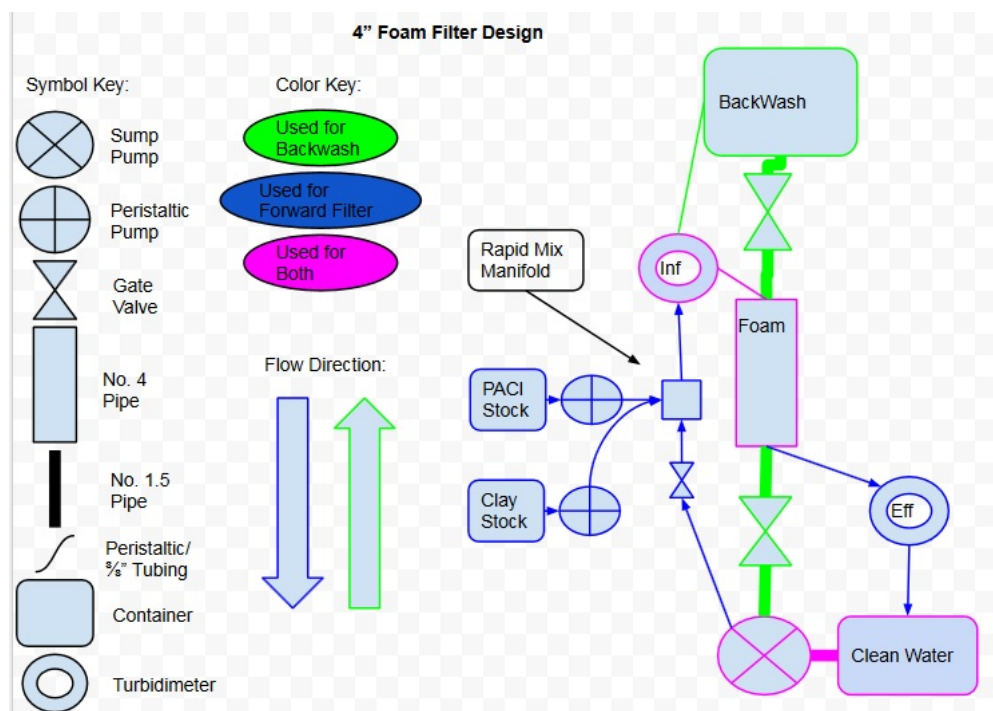 4” Foam Filter Design
Symbol Key:
Sump
Pump
Peristaltic
Pump
Gate
Valve
No. 4
Pipe
No. 1.5
Pipe
Peristaltic/
⅜” Tubing
Container
Turbidimeter
Color Key:
Used for
Backwash
Used for
Forward Filter
Used for
Both
Flow Direction:
Rapid Mix
Manifold
PACl
Stock
Clay
Stock
BackWash
Inf
Foam
Eff
Clean Water